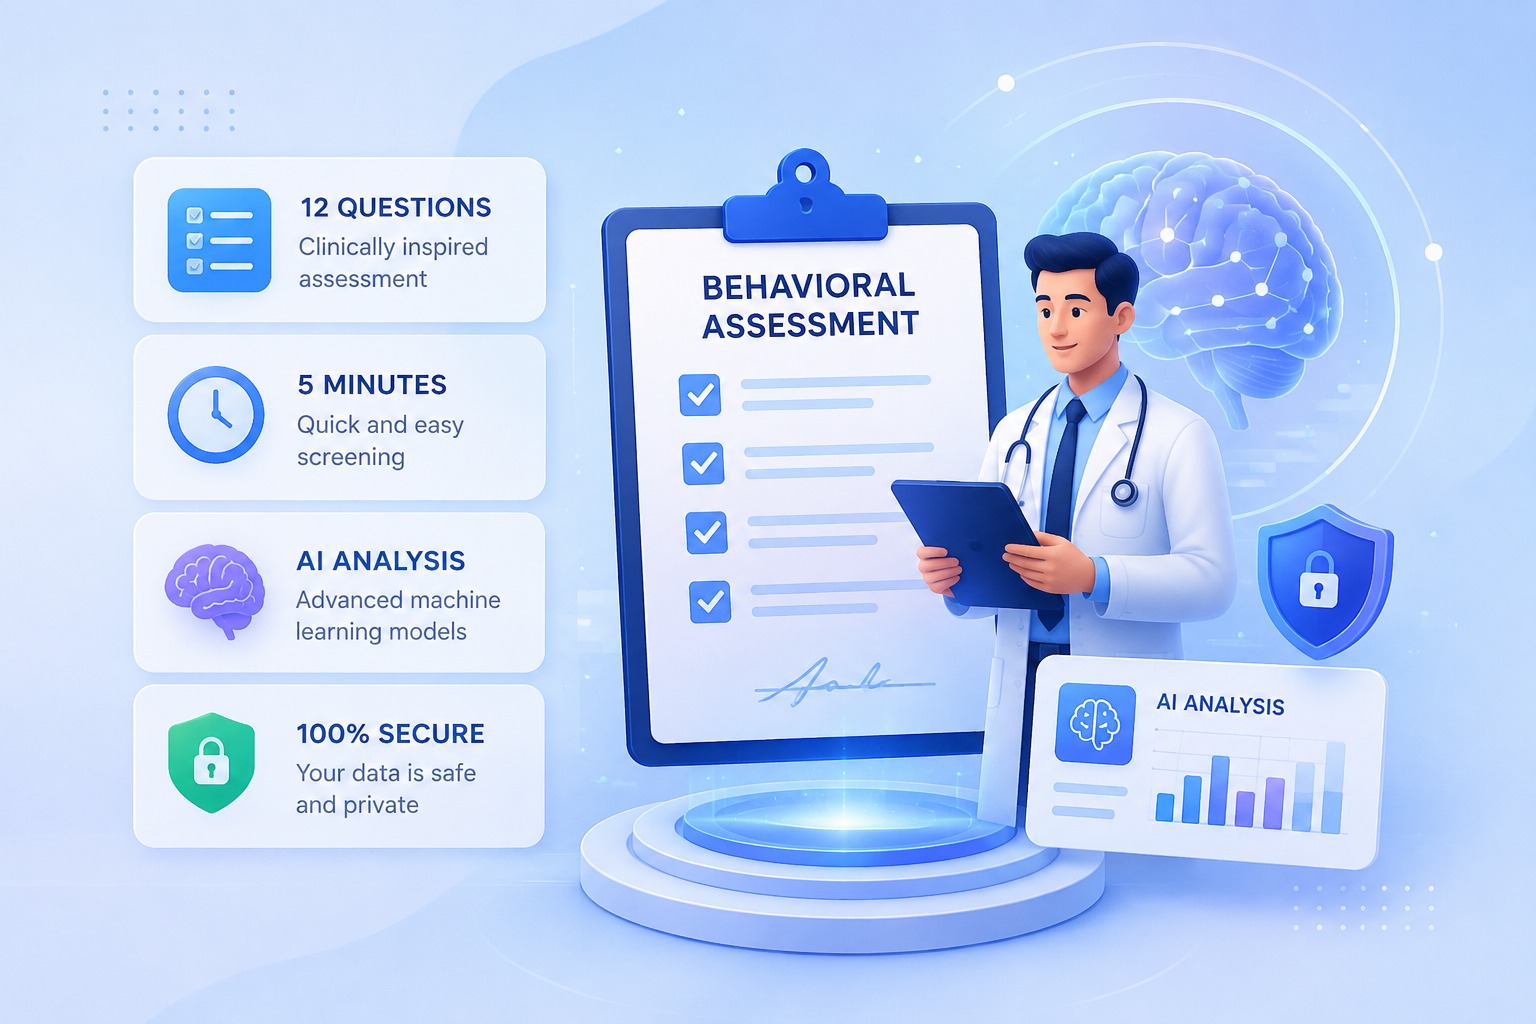 12 QUESTIONS
Clinically inspired
assessment
5 MINUTES
Quick and easy
screening
AI ANALYSIS
Advanced machine
learning models
100% SECURE
Your data is safe
and private
BEHAVIORAL
ASSESSMENT
AI ANALYSIS